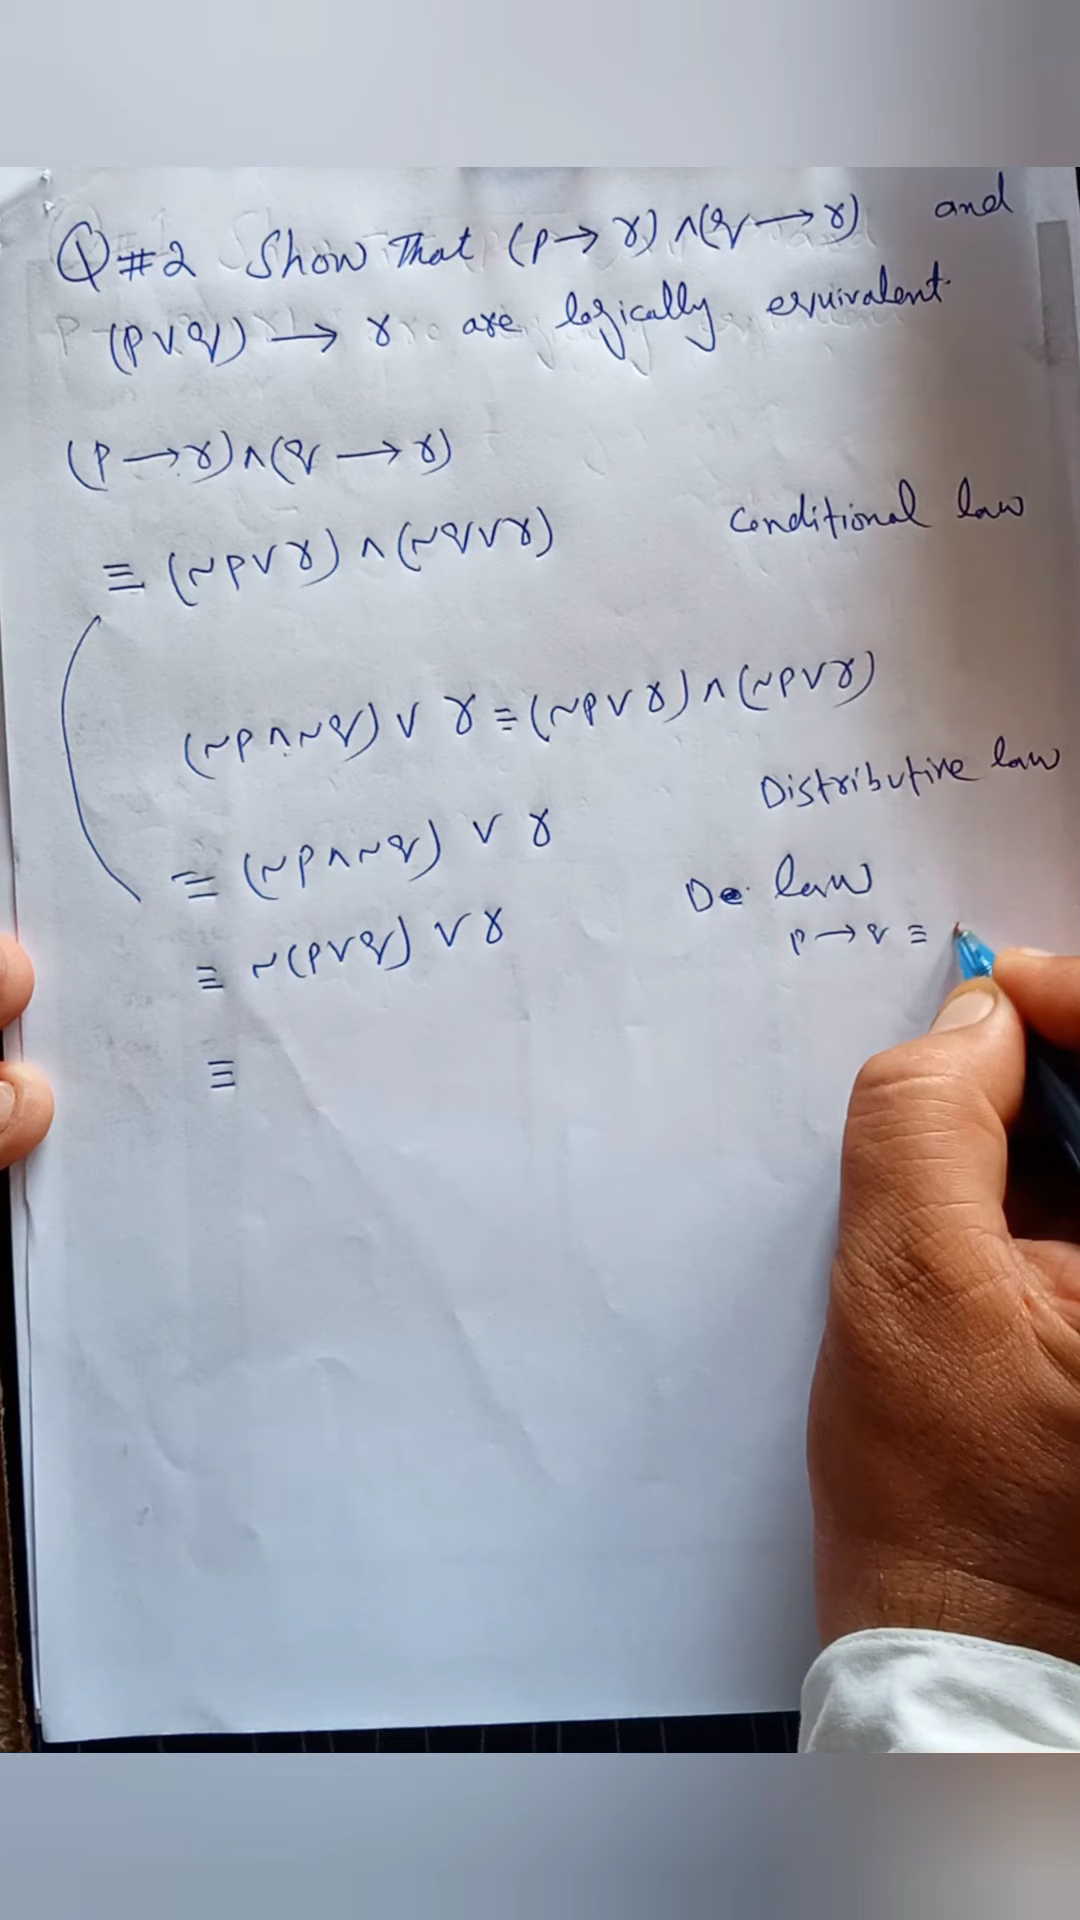 Q#2 Show That (p→r)∧(q→r) and
(p∨q)→r are logically equivalent.
(p→r)∧(q→r)
≡ (~p∨r)∧(~q∨r) Conditional law
(~p∧~q)∨r≡(~p∨r)∧(~p∨r)
Distributive law
≡ (~p∧~q)∨r
De. law
≡ ~(p∨q)∨r
p→q≡
≡